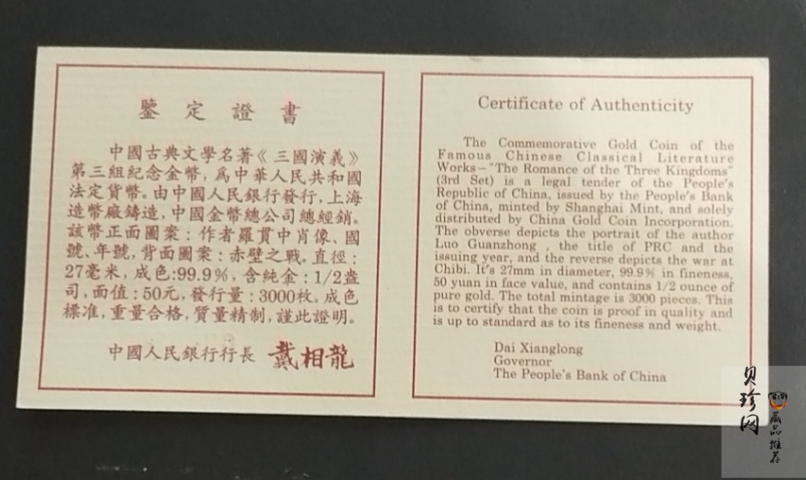 鑒定證書
中國古典文學名著《三國演義》
第三組紀念金幣，爲中華人民共和國
法定貨幣。由中國人民銀行發行，上海
造幣廠鑄造，中國金幣總公司總經銷。
該幣正面圖案：作者羅貫中肖像、國
號、年號，背面圖案：赤壁之戰。直徑：
27毫米，成色：99.9％，含純金：1/2盎
司，面值：50元，發行量：3000枚。成色
標准，重量合格，質量精制，謹此證明。
中國人民銀行行長 戴相龍
Certificate of Authenticity
The Commemorative Gold Coin of the
Famous Chinese Classical Literature
Works－"The Romance of the Three Kingdoms"
(3rd Set) is a legal tender of the People's
Republic of China, issued by the People's Bank
of China, minted by Shanghai Mint, and solely
distributed by China Gold Coin Incorporation.
The obverse depicts the portrait of the author
Luo Guanzhong , the title of PRC and the
issuing year, and the reverse depicts the war at
Chibi. It's 27mm in diameter, 99.9% in fineness,
50 yuan in face value, and contains 1/2 ounce of
pure gold. The total mintage is 3000 pieces. This
is to certify that the coin is proof in quality and
is up to standard as to its fineness and weight.
Dai Xianglong
Governor
The People's Bank of China
贝珍网
藏品推荐